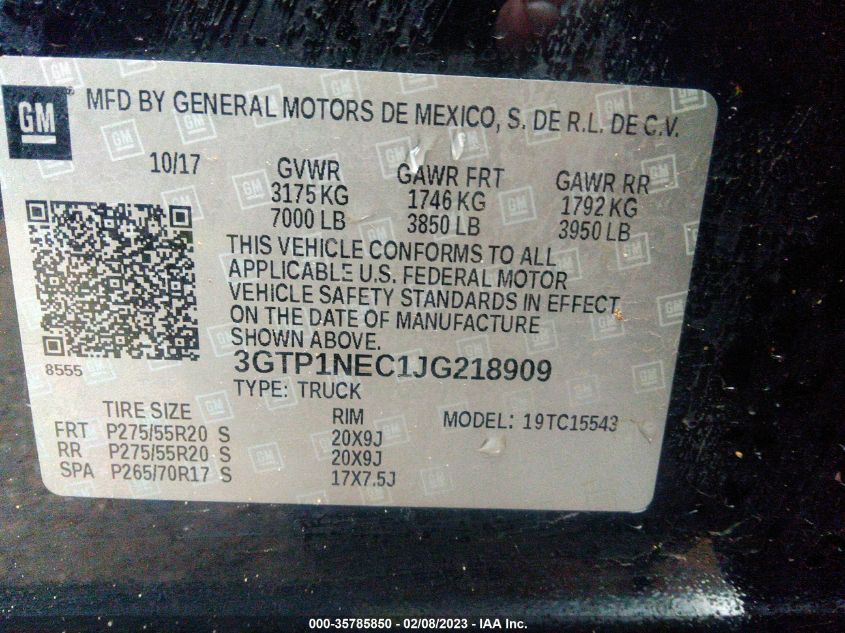 GM
MFD BY GENERAL MOTORS DE MEXICO, S. DE R.L. DE C.V.
10/17 GVWR GAWR FRT GAWR RR
3175 KG 1746 KG 1792 KG
7000 LB 3850 LB 3950 LB
THIS VEHICLE CONFORMS TO ALL
APPLICABLE U.S. FEDERAL MOTOR
VEHICLE SAFETY STANDARDS IN EFFECT
ON THE DATE OF MANUFACTURE
SHOWN ABOVE.
8555
3GTP1NEC1JG218909
TYPE: TRUCK
TIRE SIZE RIM MODEL: 19TC15543
FRT P275/55R20 S 20X9J
RR P275/55R20 S 20X9J
SPA P265/70R17 S 17X7.5J
000-35785850 - 02/08/2023 - IAA Inc.